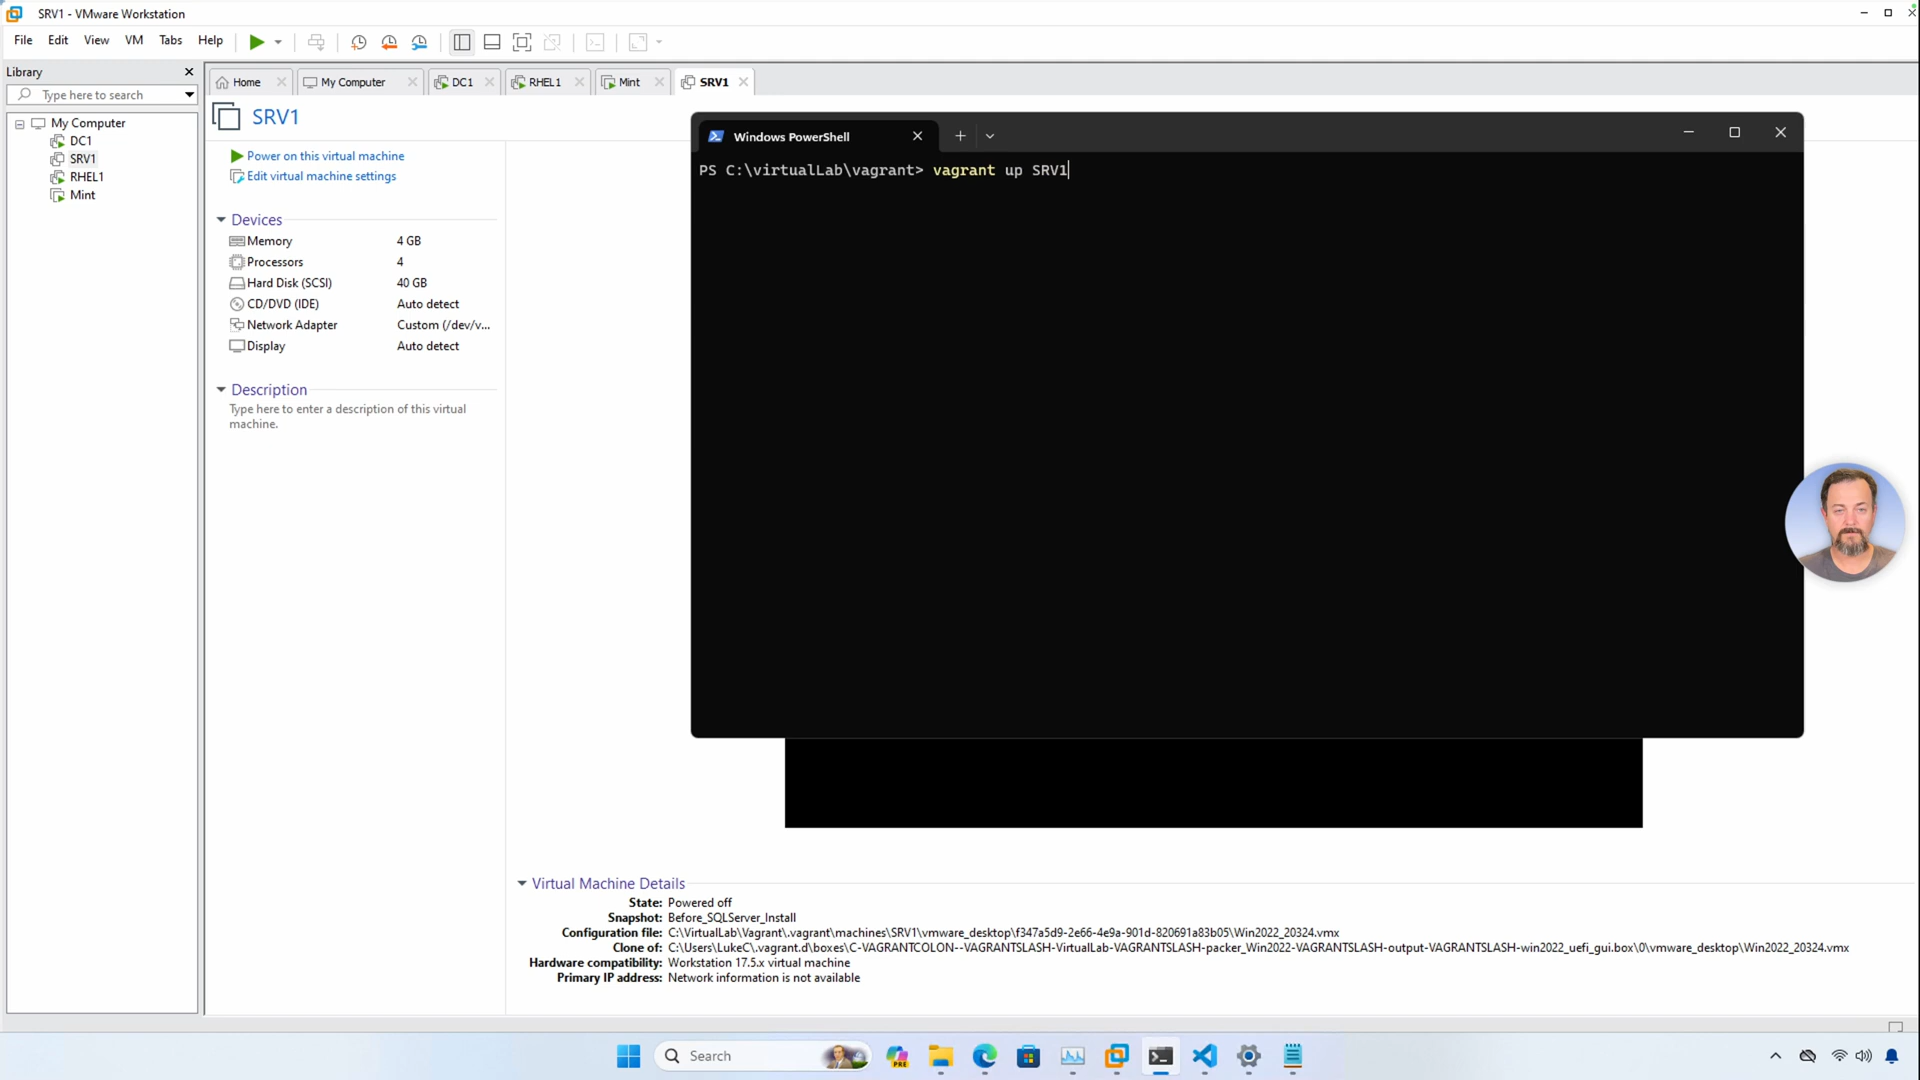 SRV1 - VMware Workstation
File Edit View VM Tabs Help
Library
Type here to search
My Computer
DC1
SRV1
RHEL1
Mint
Home My Computer DC1 RHEL1 Mint SRV1
SRV1
Power on this virtual machine
Edit virtual machine settings
Devices
Memory 4 GB
Processors 4
Hard Disk (SCSI) 40 GB
CD/DVD (IDE) Auto detect
Network Adapter Custom (/dev/v...
Display Auto detect
Description
Type here to enter a description of this virtual
machine.
Windows PowerShell
PS C:\virtualLab\vagrant> vagrant up SRV1
Virtual Machine Details
State: Powered off
Snapshot: Before_SQLServer_Install
Configuration file: C:\VirtualLab\Vagrant\.vagrant\machines\SRV1\vmware_desktop\f347a5d9-2e66-4e9a-901d-820691a83b05\Win2022_20324.vmx
Clone of: C:\Users\LukeC\.vagrant.d\boxes\C-VAGRANTCOLON--VAGRANTSLASH-VirtualLab-VAGRANTSLASH-packer_Win2022-VAGRANTSLASH-output-VAGRANTSLASH-win2022_uefi_gui.box\0\vmware_desktop\Win2022_20324.vmx
Hardware compatibility: Workstation 17.5.x virtual machine
Primary IP address: Network information is not available
Search
PRE